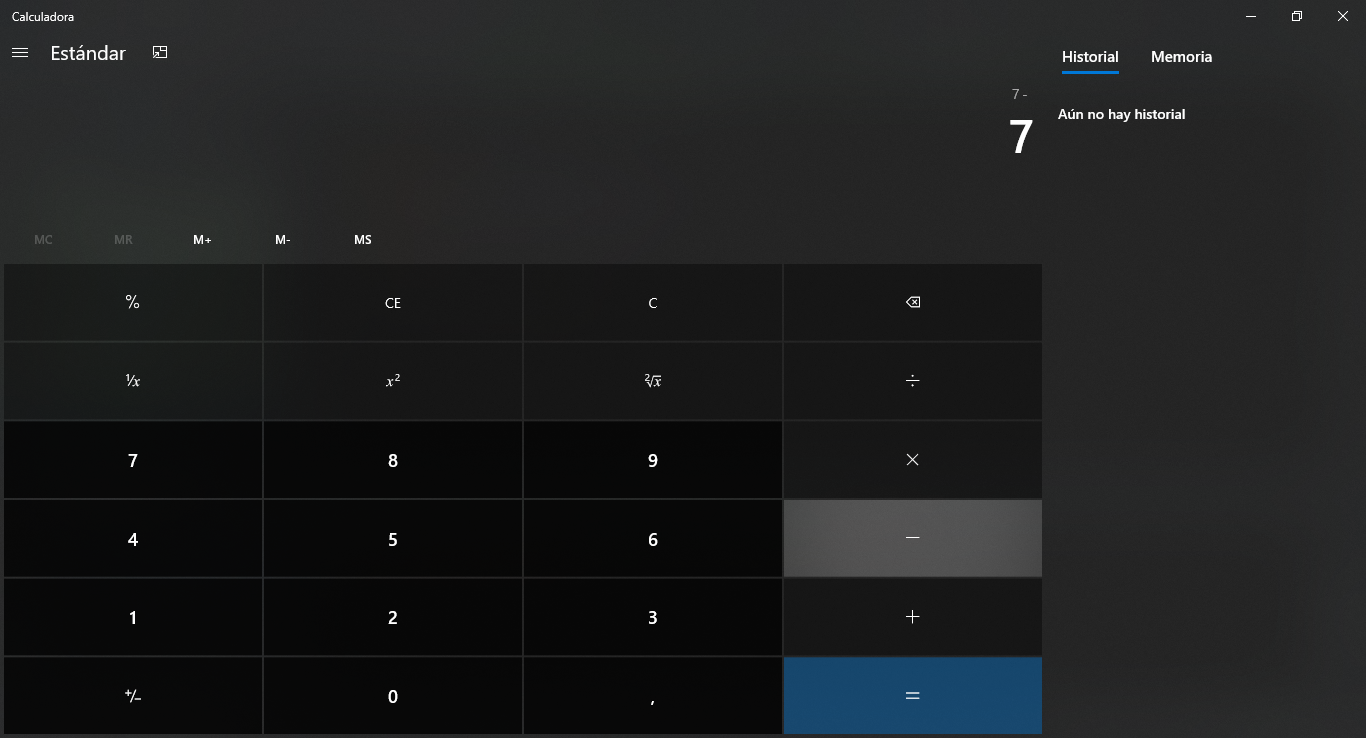 Calculadora
Estándar
Historial Memoria
7 -
7
Aún no hay historial
MC MR M+ M- MS
% CE C
¹/x x² ²√x ÷
7 8 9 ×
4 5 6 −
1 2 3 +
+/− 0 , =